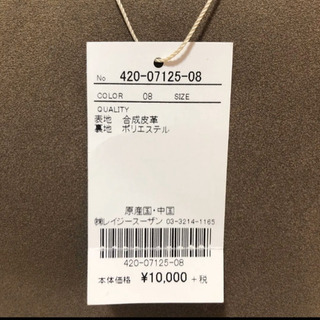 No 420-07125-08
COLOR 08 SIZE
QUALITY
表地 合成皮革
裏地 ポリエステル
原産国・中国
㈱レイジースーザン 03-3214-1165
420-07125-08
本体価格 ¥10,000 +税